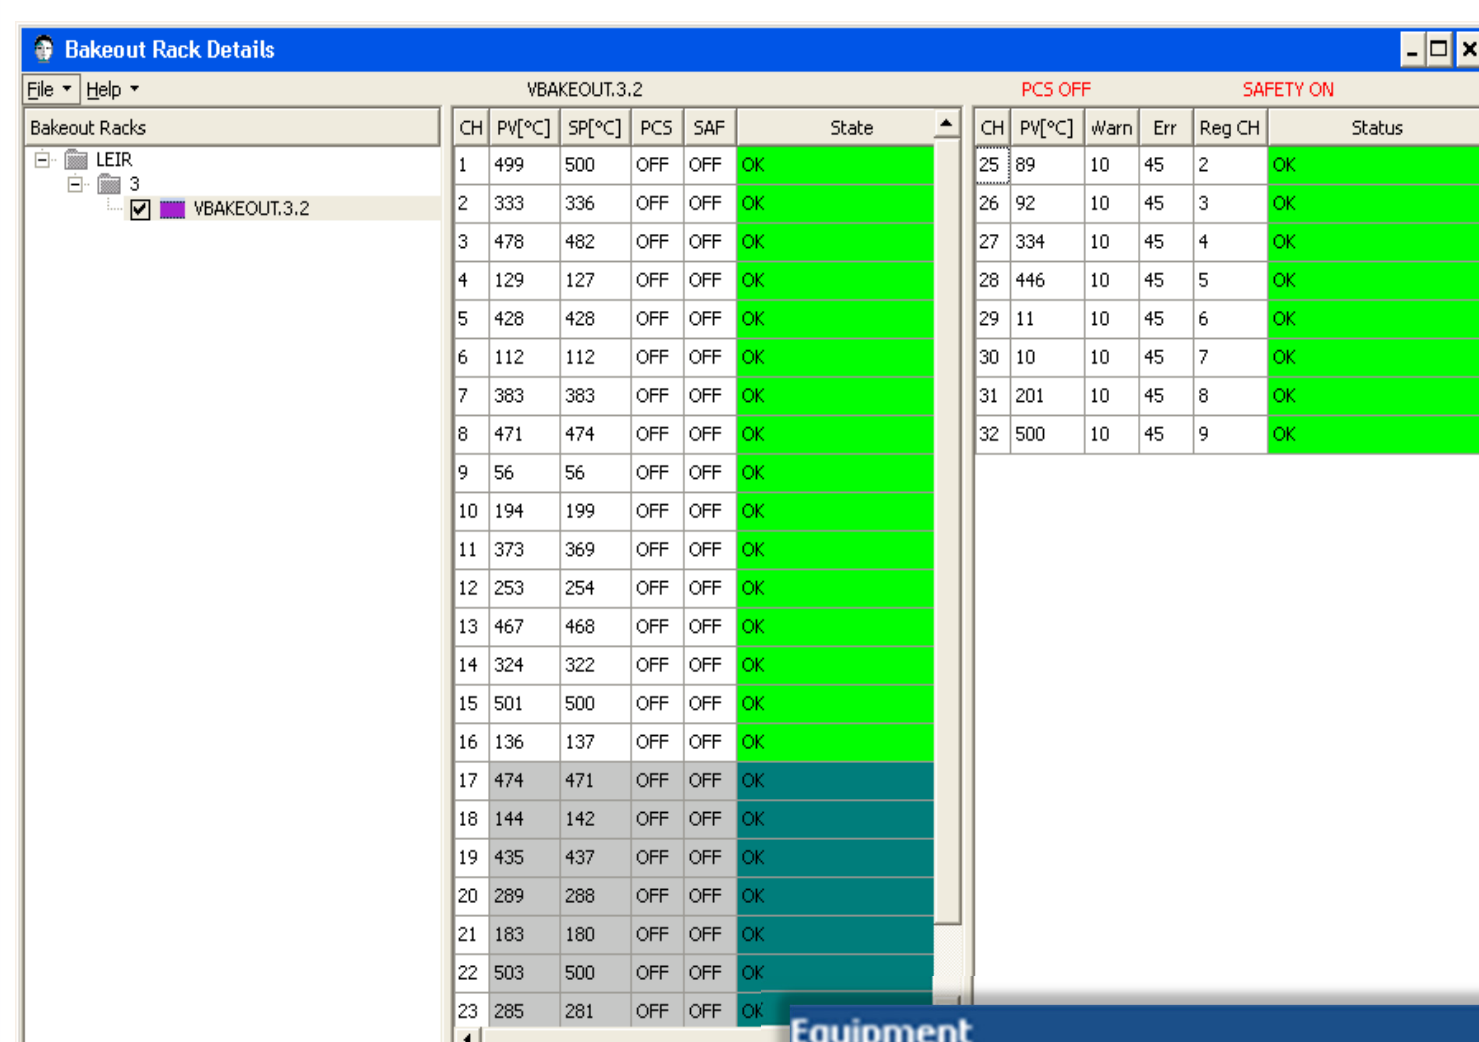 Bakeout Rack Details
File Help VBAKEOUT.3.2 PCS OFF SAFETY ON
Bakeout Racks CH PV[°C] SP[°C] PCS SAF State CH PV[°C] Warn Err Reg CH Status
LEIR
3
VBAKEOUT.3.2
1 499 500 OFF OFF OK 25 89 10 45 2 OK
2 333 336 OFF OFF OK 26 92 10 45 3 OK
3 478 482 OFF OFF OK 27 334 10 45 4 OK
4 129 127 OFF OFF OK 28 446 10 45 5 OK
5 428 428 OFF OFF OK 29 11 10 45 6 OK
6 112 112 OFF OFF OK 30 10 10 45 7 OK
7 383 383 OFF OFF OK 31 201 10 45 8 OK
8 471 474 OFF OFF OK 32 500 10 45 9 OK
9 56 56 OFF OFF OK
10 194 199 OFF OFF OK
11 373 369 OFF OFF OK
12 253 254 OFF OFF OK
13 467 468 OFF OFF OK
14 324 322 OFF OFF OK
15 501 500 OFF OFF OK
16 136 137 OFF OFF OK
17 474 471 OFF OFF OK
18 144 142 OFF OFF OK
19 435 437 OFF OFF OK
20 289 288 OFF OFF OK
21 183 180 OFF OFF OK
22 503 500 OFF OFF OK
23 285 281 OFF OFF OK
Equipment